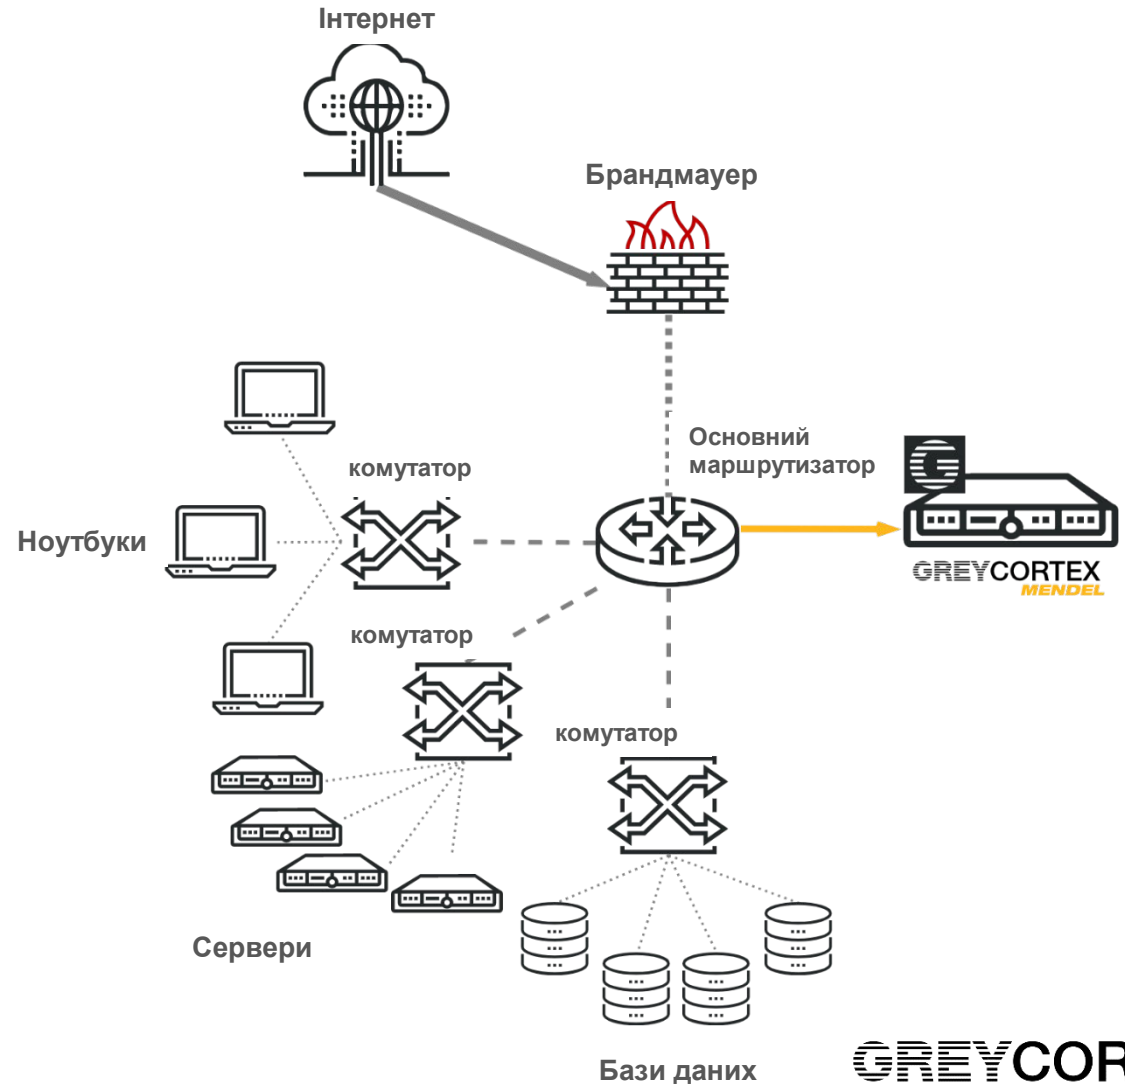 Інтернет
Брандмауер
Основний
маршрутизатор
комутатор
Ноутбуки
GREYCORTEX
MENDEL
комутатор
комутатор
Сервери
Бази даних
GREYCOR